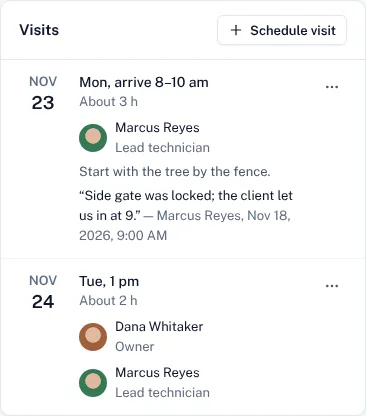 Visits
+ Schedule visit
NOV
23
Mon, arrive 8–10 am
About 3 h
Marcus Reyes
Lead technician
Start with the tree by the fence.
“Side gate was locked; the client let
us in at 9.” — Marcus Reyes, Nov 18,
2026, 9:00 AM
NOV
24
Tue, 1 pm
About 2 h
Dana Whitaker
Owner
Marcus Reyes
Lead technician